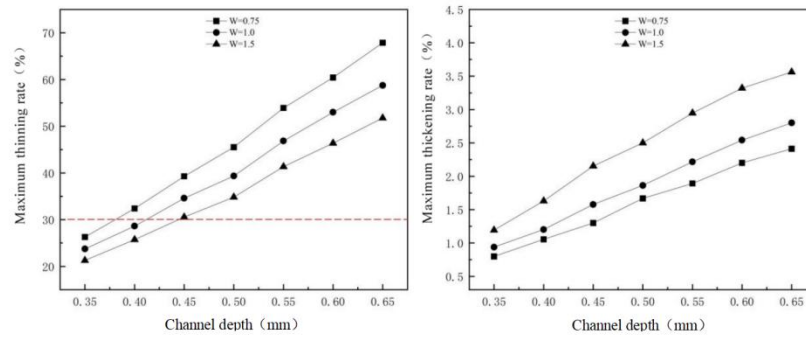 W=0.75
W=1.0
W=1.5
Maximum thinning rate（%）
70
60
50
40
30
20
0.35
0.40
0.45
0.50
0.55
0.60
0.65
Channel depth（mm）
W=0.75
W=1.0
W=1.5
Maximum thickening rate（%）
4.5
4.0
3.5
3.0
2.5
2.0
1.5
1.0
0.5
0.35
0.40
0.45
0.50
0.55
0.60
0.65
Channel depth（mm）